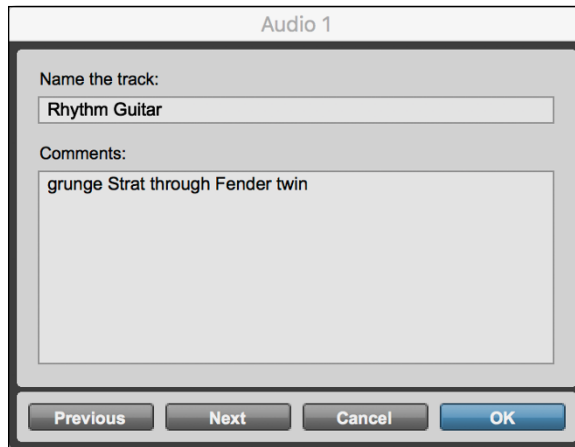 Audio 1
Name the track:
Rhythm Guitar
Comments:
grunge Strat through Fender twin
Previous Next Cancel OK